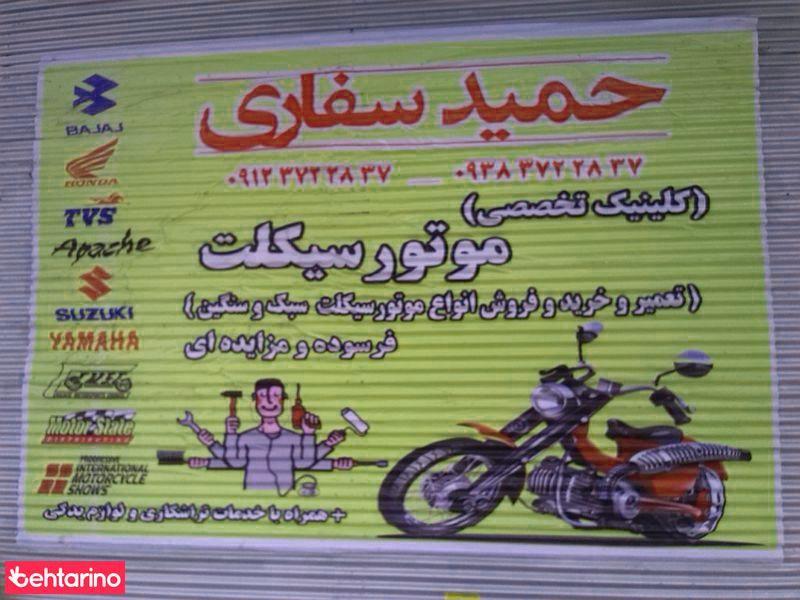 حمید سفاری
۰۹۱۲ ۳۷۲ ۲۸ ۳۷ — ۰۹۳۸ ۳۷۲ ۲۸ ۳۷
(کلینیک تخصصی)
موتور سیکلت
( تعمیر و خرید و فروش انواع موتورسیکلت سبک و سنگین )
فرسوده و مزایده ای
+ همراه با خدمات تراشکاری و لوازم یدکی
BAJAJ
HONDA
TVS
Apache
SUZUKI
YAMAHA
Motor State
DISTRIBUTING
PROGRESSIVE
INTERNATIONAL
MOTORCYCLE
SHOWS
behtarino